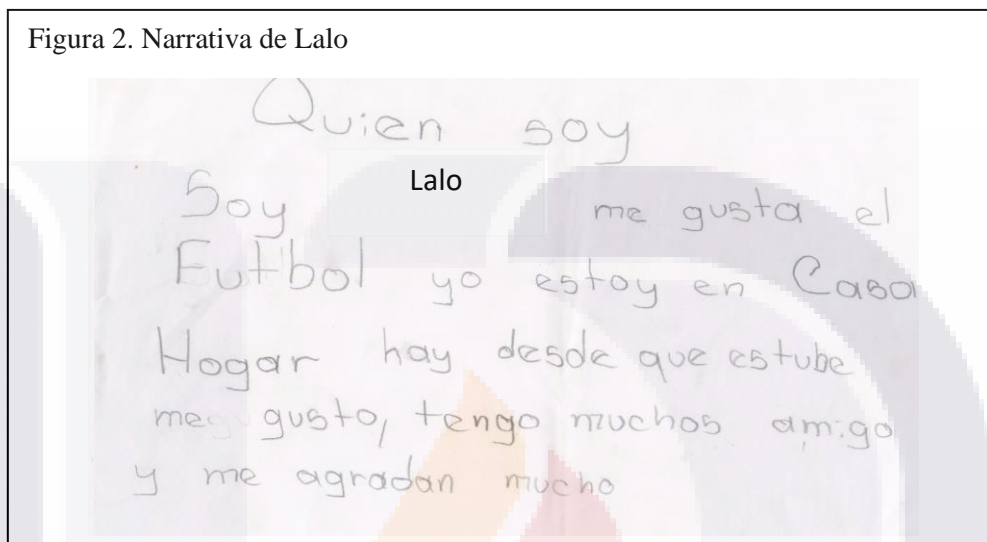 Figura 2. Narrativa de Lalo
Quien soy
Soy Lalo me gusta el
Futbol yo estoy en Casa
Hogar hay desde que estube
me gusto, tengo muchos amigo
y me agradan mucho